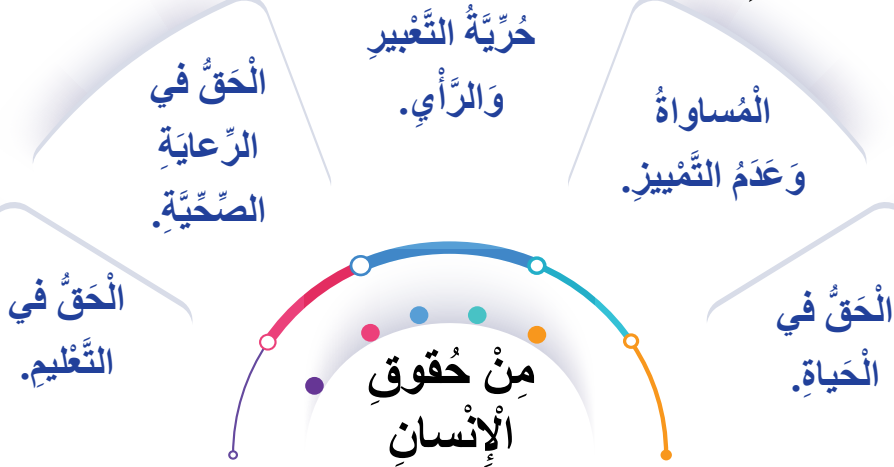 مِنْ حُقوقِ
الْإِنْسانِ
الْحَقُّ في
الْحَياةِ.
الْمُساواةُ
وَعَدَمُ التَّمْييزِ.
حُرِّيَّةُ التَّعْبيرِ
وَالرَّأْيِ.
الْحَقُّ في
الرِّعايَةِ
الصِّحِّيَّةِ.
الْحَقُّ في
التَّعْليمِ.